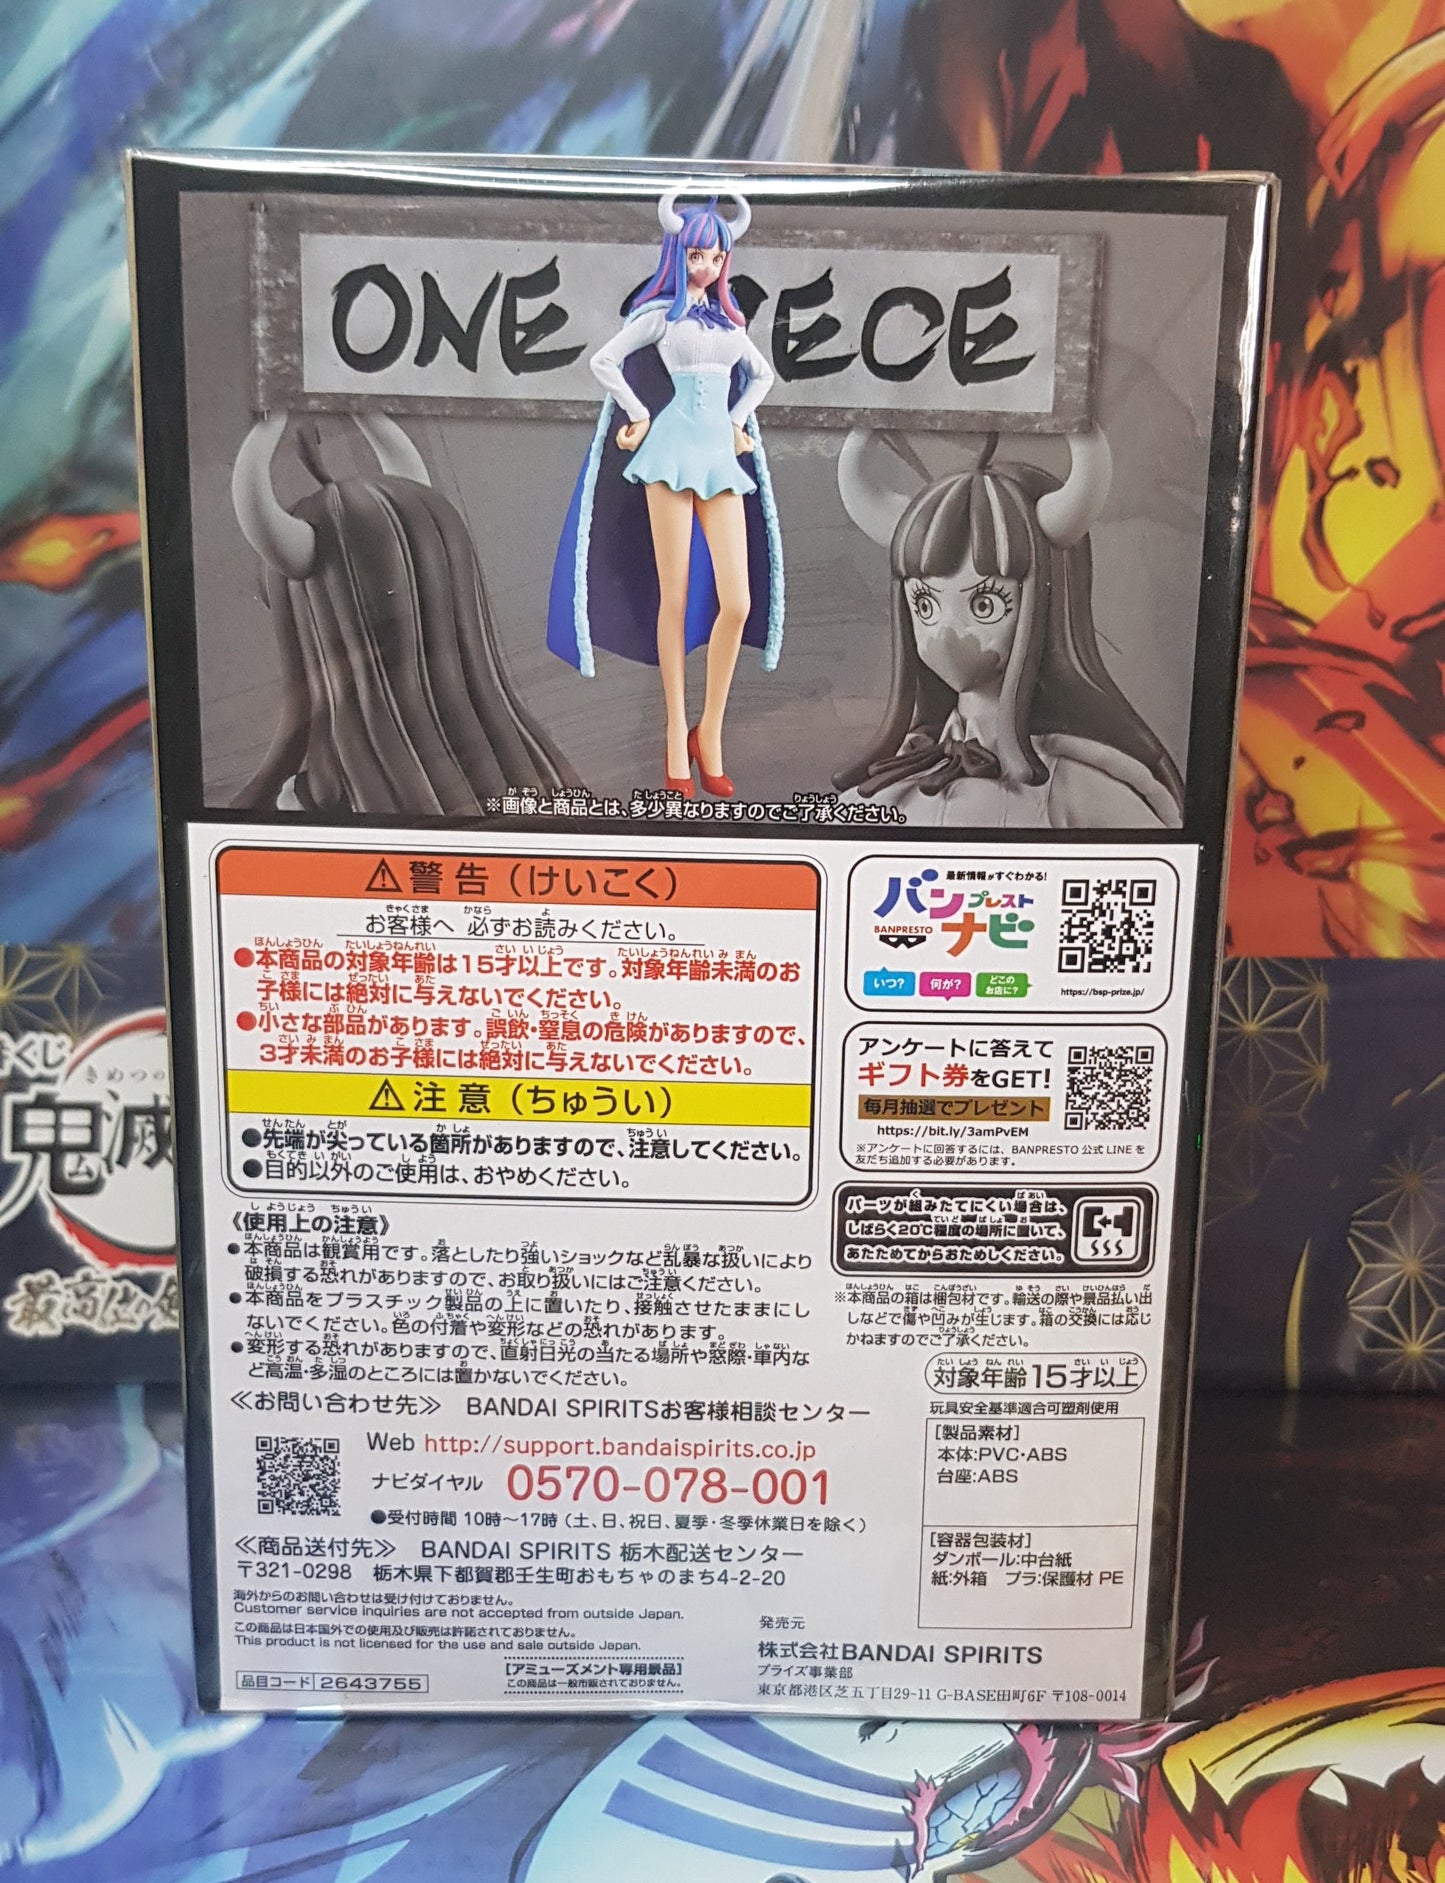 ONE PIECE
※画像と商品とは、多少異なりますのでご了承ください。
⚠警告（けいこく）
お客様へ 必ずお読みください。
●本商品の対象年齢は15才以上です。対象年齢未満のお
子様には絶対に与えないでください。
●小さな部品があります。誤飲・窒息の危険がありますので、
3才未満のお子様には絶対に与えないでください。
⚠注意（ちゅうい）
●先端が尖っている箇所がありますので、注意してください。
●目的以外のご使用は、おやめください。
《使用上の注意》
●本商品は観賞用です。落としたり強いショックなど乱暴な扱いにより
破損する恐れがありますので、お取り扱いにはご注意ください。
●本商品をプラスチック製品の上に置いたり、接触させたままにし
ないでください。色の付着や変形などの恐れがあります。
●変形する恐れがありますので、直射日光の当たる場所や窓際・車内な
ど高温・多湿のところには置かないでください。
≪お問い合わせ先≫ BANDAI SPIRITSお客様相談センター
Web http://support.bandaispirits.co.jp
ナビダイヤル 0570-078-001
●受付時間 10時〜17時（土、日、祝日、夏季・冬季休業日を除く）
≪商品送付先≫ BANDAI SPIRITS 栃木配送センター
〒321-0298 栃木県下都賀郡壬生町おもちゃのまち4-2-20
海外からのお問い合わせは受け付けておりません。
Customer service inquiries are not accepted from outside Japan.
この商品は日本国外での使用及び販売は許諾されておりません。
This product is not licensed for the use and sale outside Japan.
品目コード 2643755
【アミューズメント専用景品】
この商品は一般市販されておりません。
最新情報がすぐわかる!
バンプレストナビ
BANPRESTO
いつ? 何が? どこのお店に?
https://bsp-prize.jp/
アンケートに答えて
ギフト券をGET!
毎月抽選でプレゼント
https://bit.ly/3amPvEM
※アンケートに回答するには、BANPRESTO公式LINEを
友だち追加する必要があります。
パーツが組みたてにくい場合は、
しばらく20℃程度の場所に置いて、
あたためてからおためしください。
※本商品の箱は梱包材です。輸送の際や景品払い出
しなどで傷や凹みが生じます。箱の交換には応じ
かねますのでご了承ください。
対象年齢15才以上
玩具安全基準適合可塑剤使用
［製品素材］
本体:PVC・ABS
台座:ABS
［容器包装材］
ダンボール:中台紙
紙:外箱 プラ:保護材 PE
発売元
株式会社BANDAI SPIRITS
プライズ事業部
東京都港区芝五丁目29-11 G-BASE田町6F 〒108-0014
くじ
きめつの
鬼滅